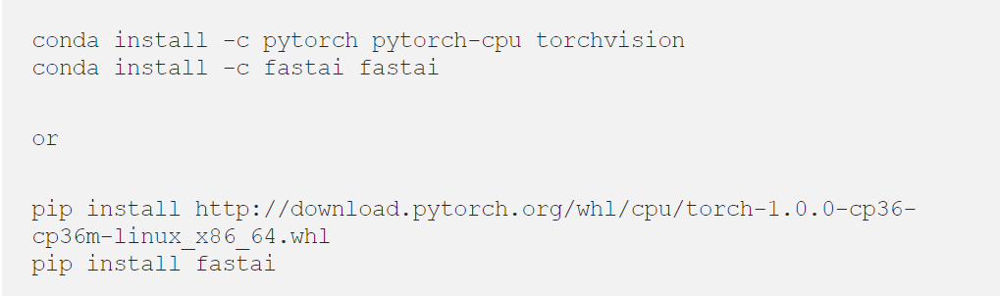 conda install -c pytorch pytorch-cpu torchvision
conda install -c fastai fastai
or
pip install http://download.pytorch.org/whl/cpu/torch-1.0.0-cp36-
cp36m-linux_x86_64.whl
pip install fastai